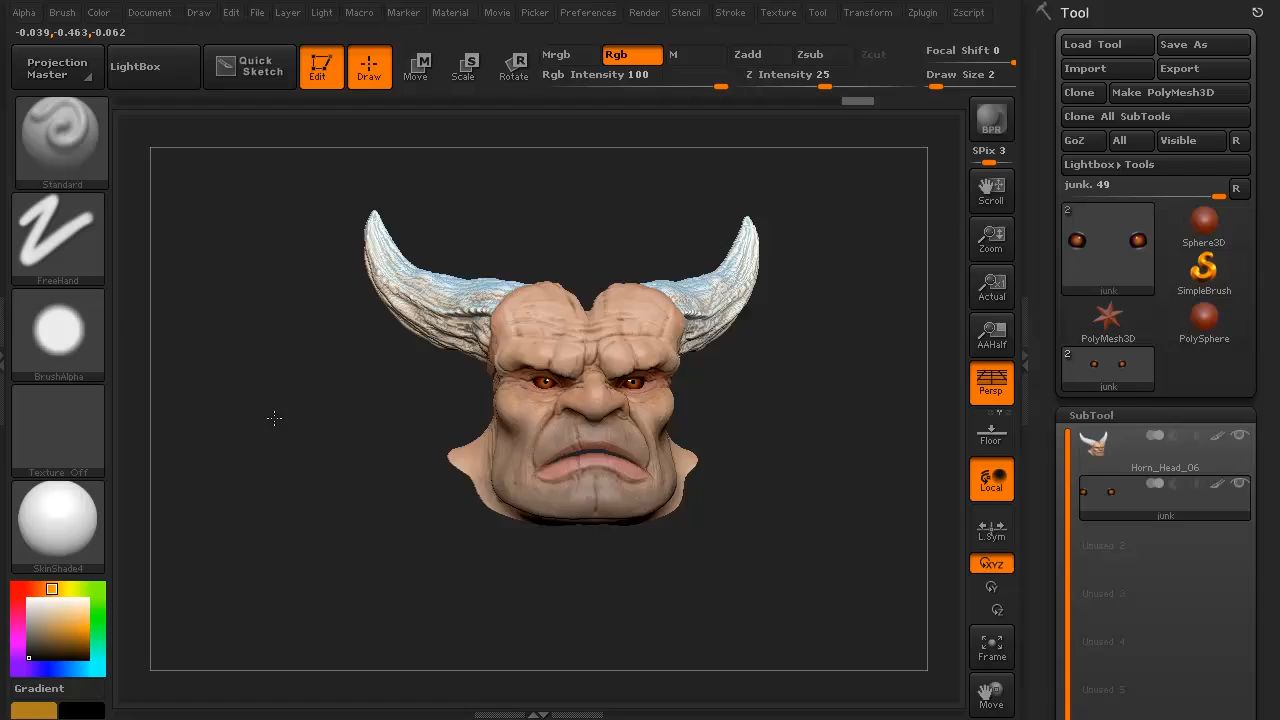 Alpha Brush Color Document Draw Edit File Layer Light Macro Marker Material Movie Picker Preferences Render Stencil Stroke Texture Tool Transform Zplugin Zscript
-0.039,-0.463,-0.062
Projection Master
LightBox
Quick Sketch
Edit
Draw
Move
Scale
Rotate
Mrgb Rgb M Zadd Zsub Zcut
Rgb Intensity 100 Z Intensity 25
Focal Shift 0
Draw Size 2
Standard
FreeHand
BrushAlpha
Texture Off
SkinShade4
Gradient
BPR
SPix 3
Scroll
Zoom
Actual
AAHalf
Persp
Floor
Local
L.Sym
XYZ
Y
Z
Frame
Move
Tool
Load Tool Save As
Import Export
Clone Make PolyMesh3D
Clone All SubTools
GoZ All Visible R
Lightbox▸Tools
junk. 49 R
2
junk
Sphere3D
SimpleBrush
PolyMesh3D PolySphere
2
junk
SubTool
Horn_Head_06
junk
Unused 2
Unused 3
Unused 4
Unused 5